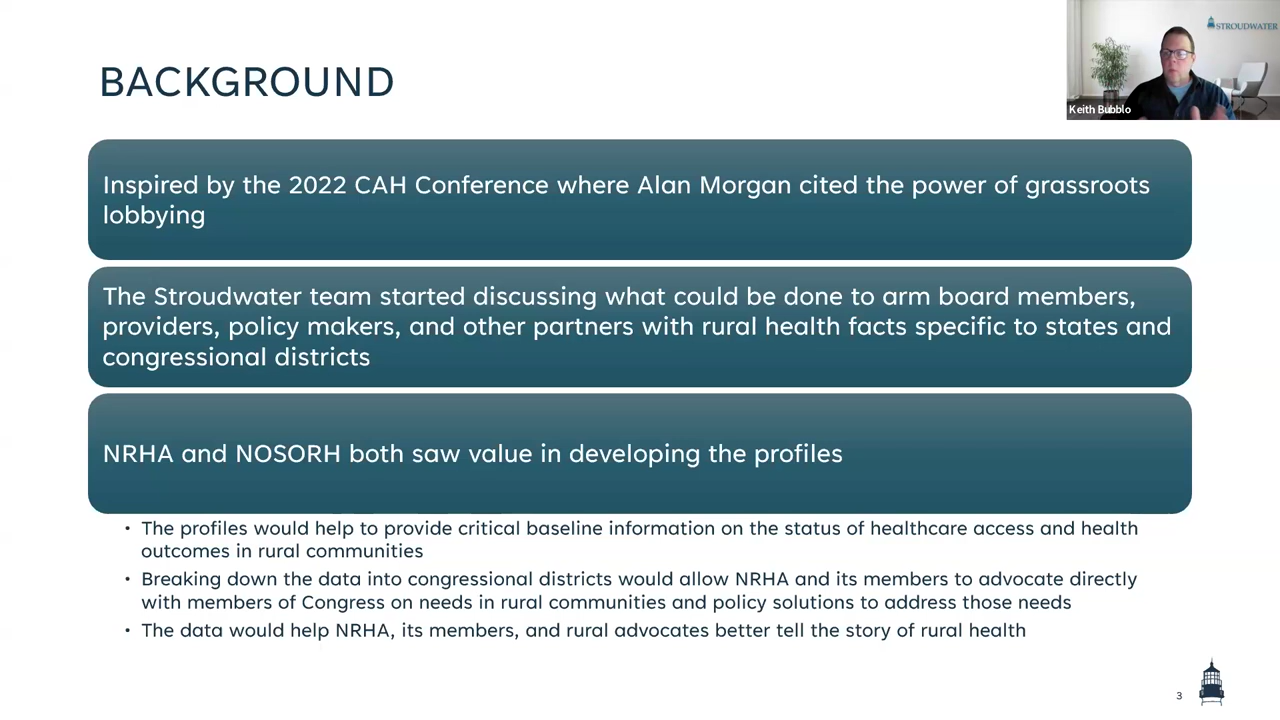 STROUDWATER
Keith Bubblo
BACKGROUND
Inspired by the 2022 CAH Conference where Alan Morgan cited the power of grassroots
lobbying
The Stroudwater team started discussing what could be done to arm board members,
providers, policy makers, and other partners with rural health facts specific to states and
congressional districts
NRHA and NOSORH both saw value in developing the profiles
• The profiles would help to provide critical baseline information on the status of healthcare access and health
outcomes in rural communities
• Breaking down the data into congressional districts would allow NRHA and its members to advocate directly
with members of Congress on needs in rural communities and policy solutions to address those needs
• The data would help NRHA, its members, and rural advocates better tell the story of rural health
3